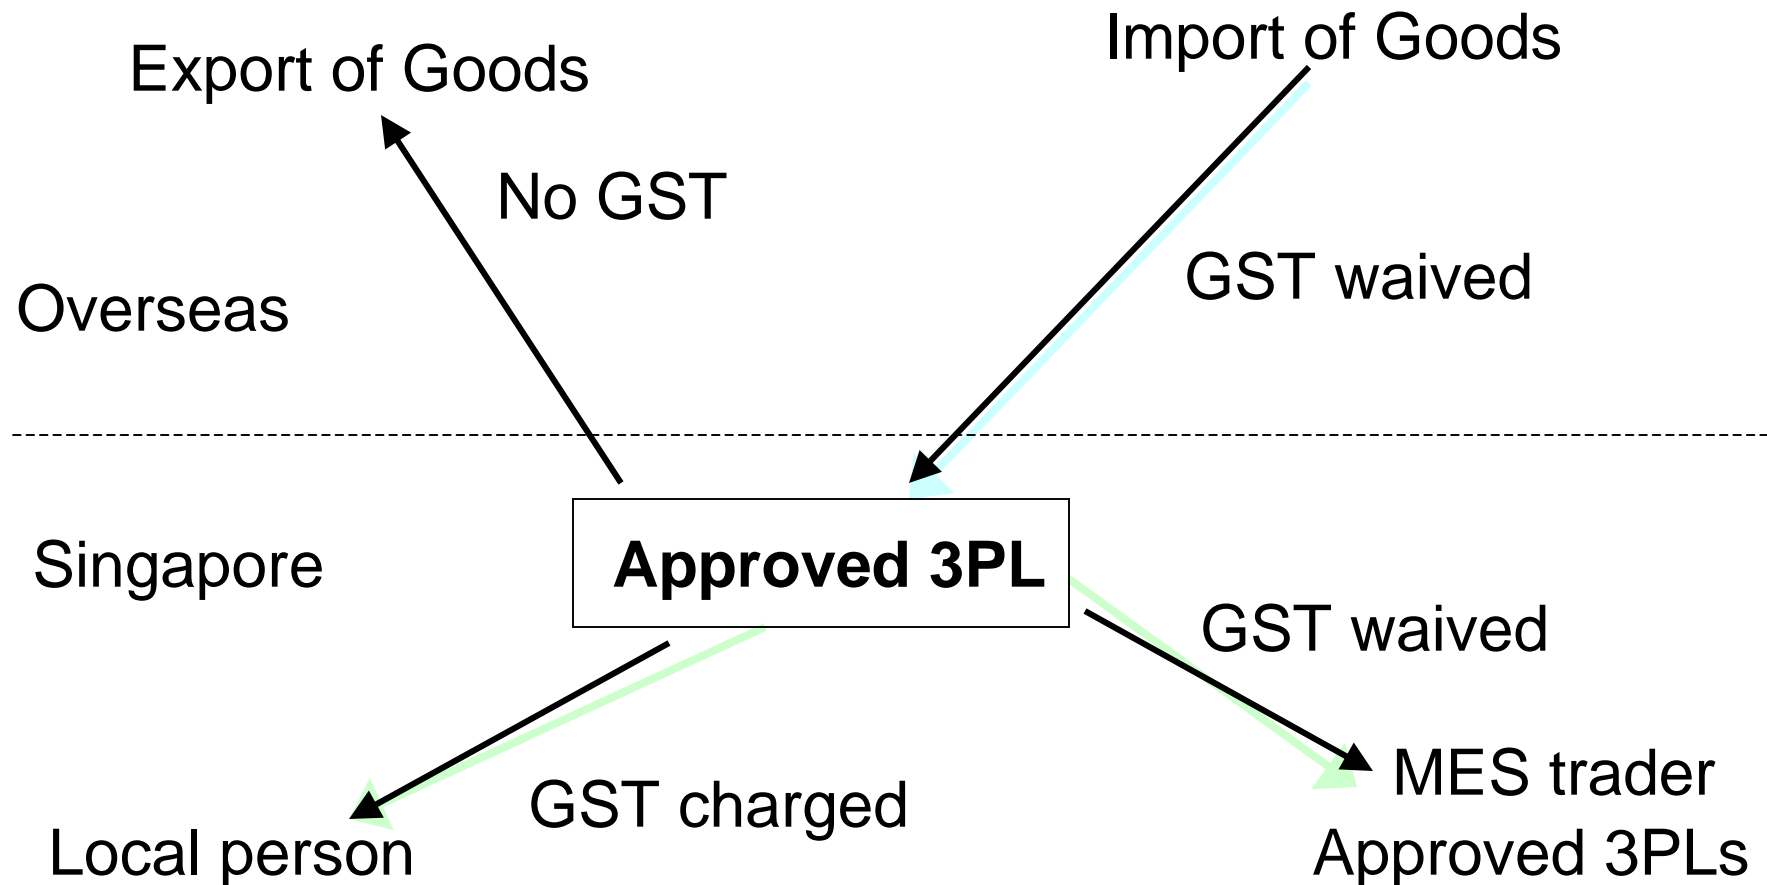 Export of Goods
Import of Goods
No GST
GST waived
Overseas
Singapore
Approved 3PL
GST waived
GST charged
MES trader
Local person
Approved 3PLs